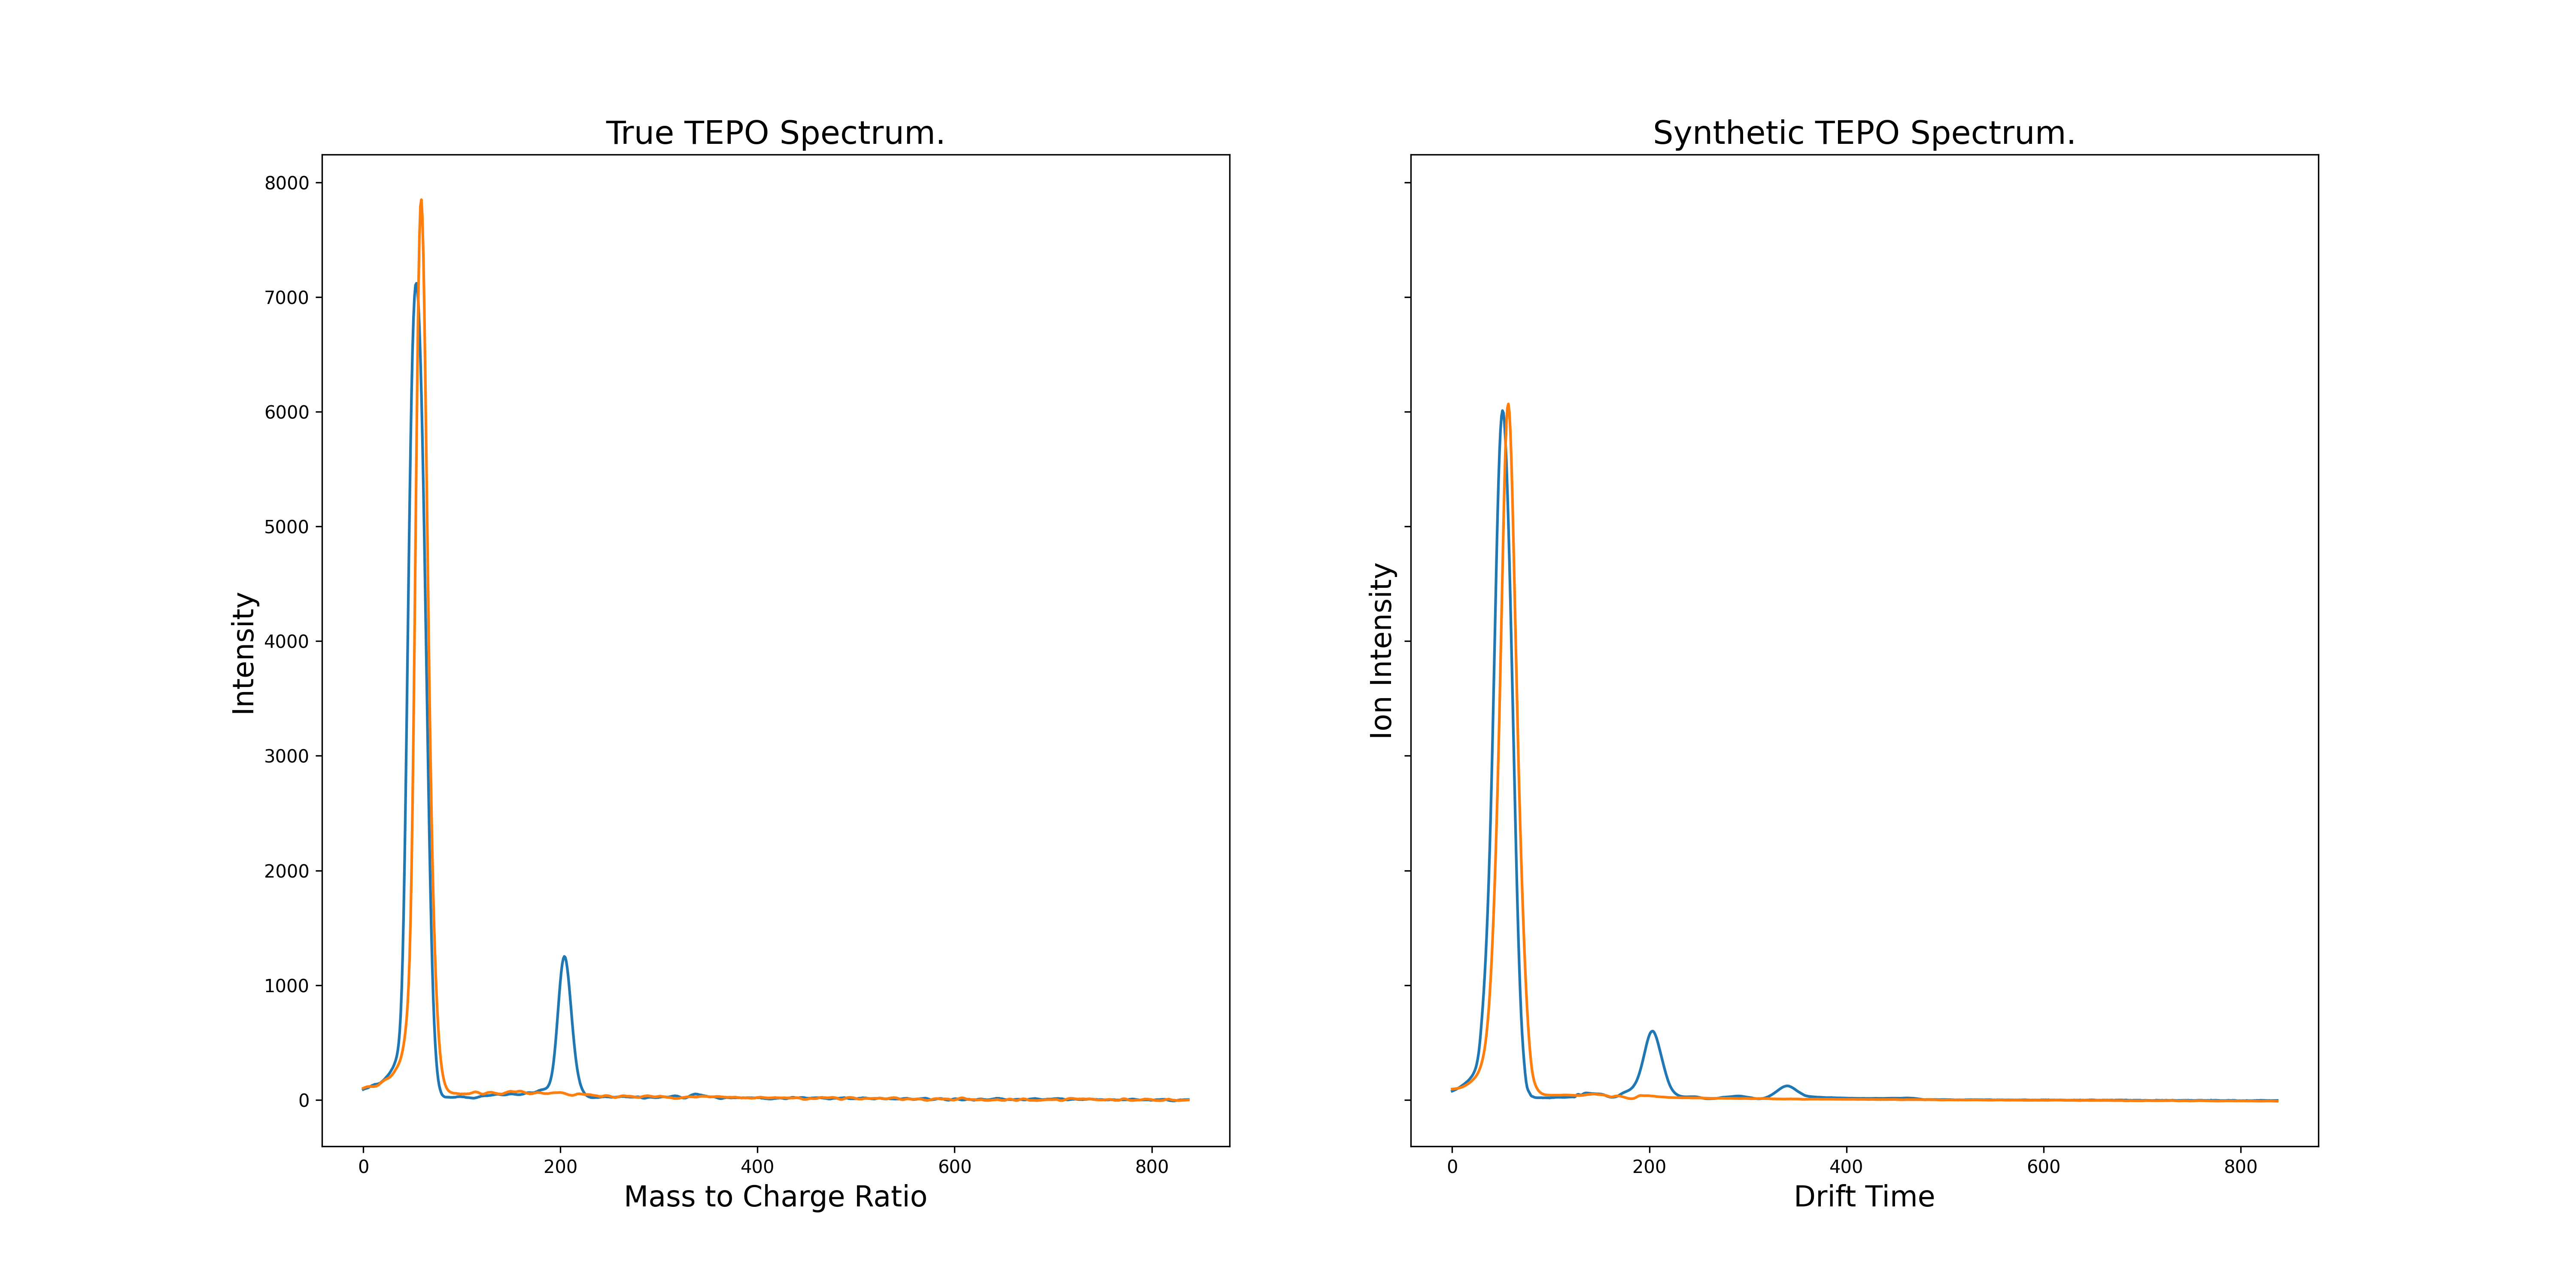 True TEPO Spectrum.
8000
7000
6000
5000
4000
3000
2000
1000
0
Intensity
0 200 400 600 800
Mass to Charge Ratio
Synthetic TEPO Spectrum.
Ion Intensity
0 200 400 600 800
Drift Time